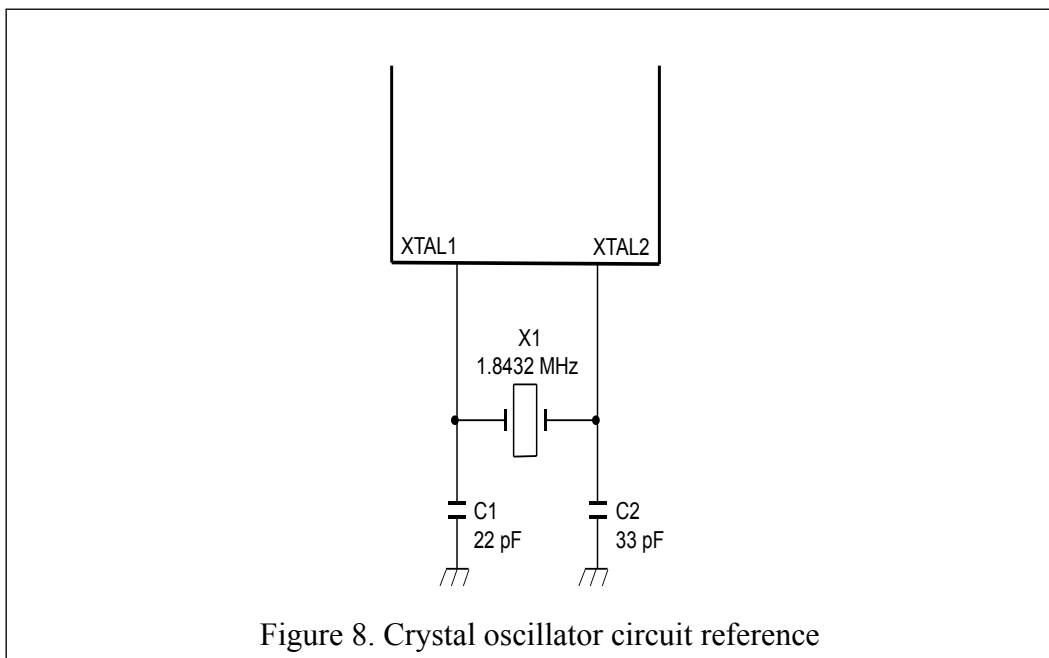 XTAL1
XTAL2
X1
1.8432 MHz
C1
22 pF
C2
33 pF
Figure 8. Crystal oscillator circuit reference